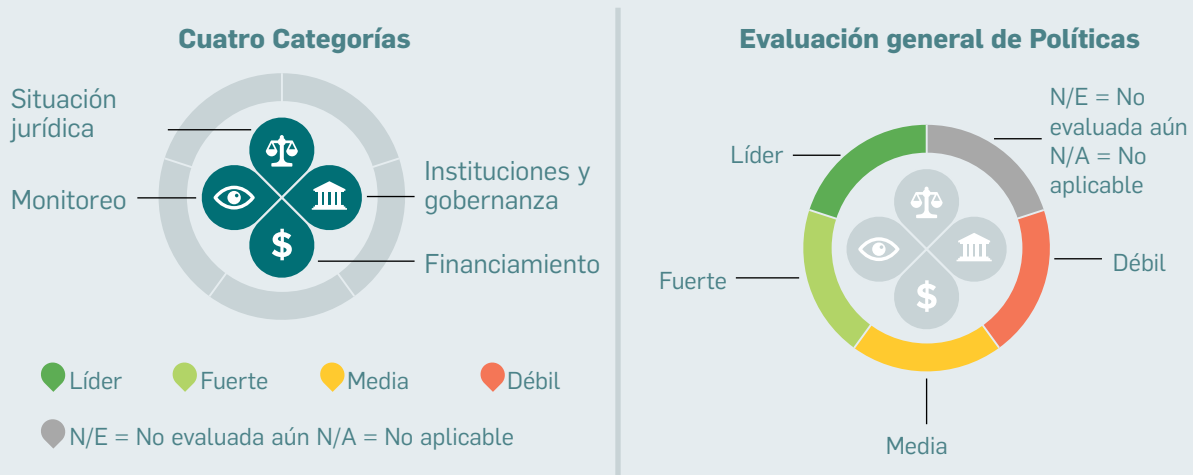 Cuatro Categorías
Situación
jurídica
Monitoreo
Instituciones y
gobernanza
$
Financiamiento
Líder
Fuerte
Media
Débil
N/E = No evaluada aún N/A = No aplicable
Evaluación general de Políticas
N/E = No
evaluada aún
N/A = No
aplicable
Líder
Fuerte
$
Débil
Media